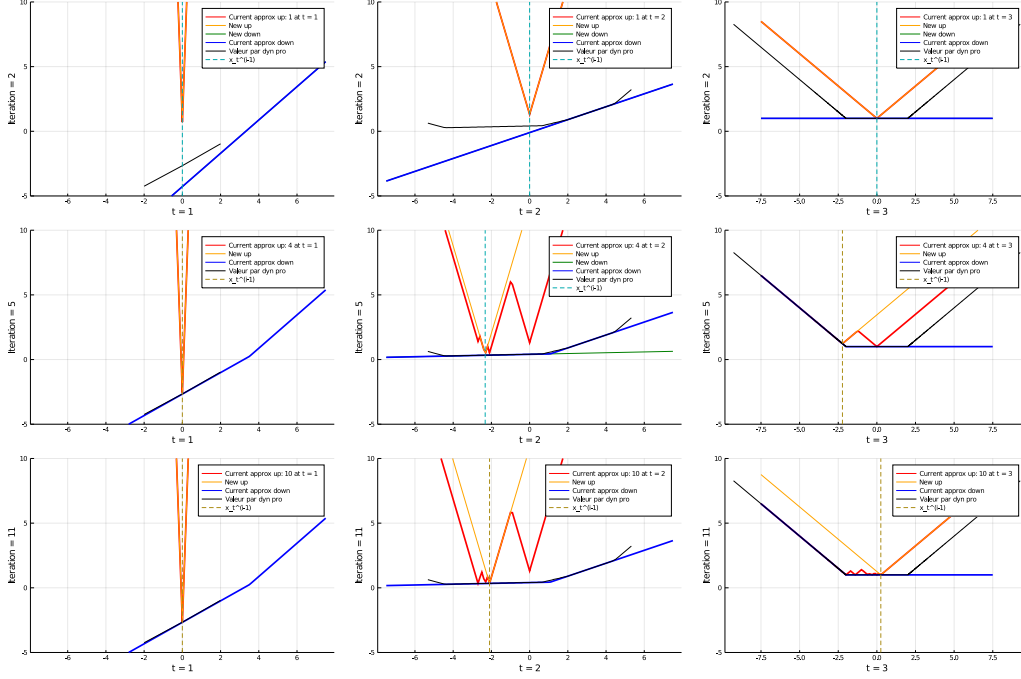 10
5
0
-5
-6
-4
-2
0
2
4
6
t = 1
Iteration = 2
Current approx up: 1 at t = 1
New up
New down
Current approx down
Valeur par dyn pro
x_t^(i-1)
10
5
0
-5
-6
-4
-2
0
2
4
6
t = 2
Iteration = 2
Current approx up: 1 at t = 2
New up
New down
Current approx down
Valeur par dyn pro
x_t^(i-1)
10
5
0
-5
-7.5
-5.0
-2.5
0.0
2.5
5.0
7.5
t = 3
Iteration = 2
Current approx up: 1 at t = 3
New up
New down
Current approx down
Valeur par dyn pro
x_t^(i-1)
10
5
0
-5
-6
-4
-2
0
2
4
6
t = 1
Iteration = 5
Current approx up: 4 at t = 1
New up
Current approx down
Valeur par dyn pro
x_t^(i-1)
10
5
0
-5
-6
-4
-2
0
2
4
6
t = 2
Iteration = 5
Current approx up: 4 at t = 2
New up
New down
Current approx down
Valeur par dyn pro
x_t^(i-1)
10
5
0
-5
-7.5
-5.0
-2.5
0.0
2.5
5.0
7.5
t = 3
Iteration = 5
Current approx up: 4 at t = 3
New up
Current approx down
Valeur par dyn pro
x_t^(i-1)
10
5
0
-5
-6
-4
-2
0
2
4
6
t = 1
Iteration = 11
Current approx up: 10 at t = 1
New up
Current approx down
Valeur par dyn pro
x_t^(i-1)
10
5
0
-5
-6
-4
-2
0
2
4
6
t = 2
Iteration = 11
Current approx up: 10 at t = 2
New up
Current approx down
Valeur par dyn pro
x_t^(i-1)
10
5
0
-5
-7.5
-5.0
-2.5
0.0
2.5
5.0
7.5
t = 3
Iteration = 11
Current approx up: 10 at t = 3
New up
Current approx down
Valeur par dyn pro
x_t^(i-1)